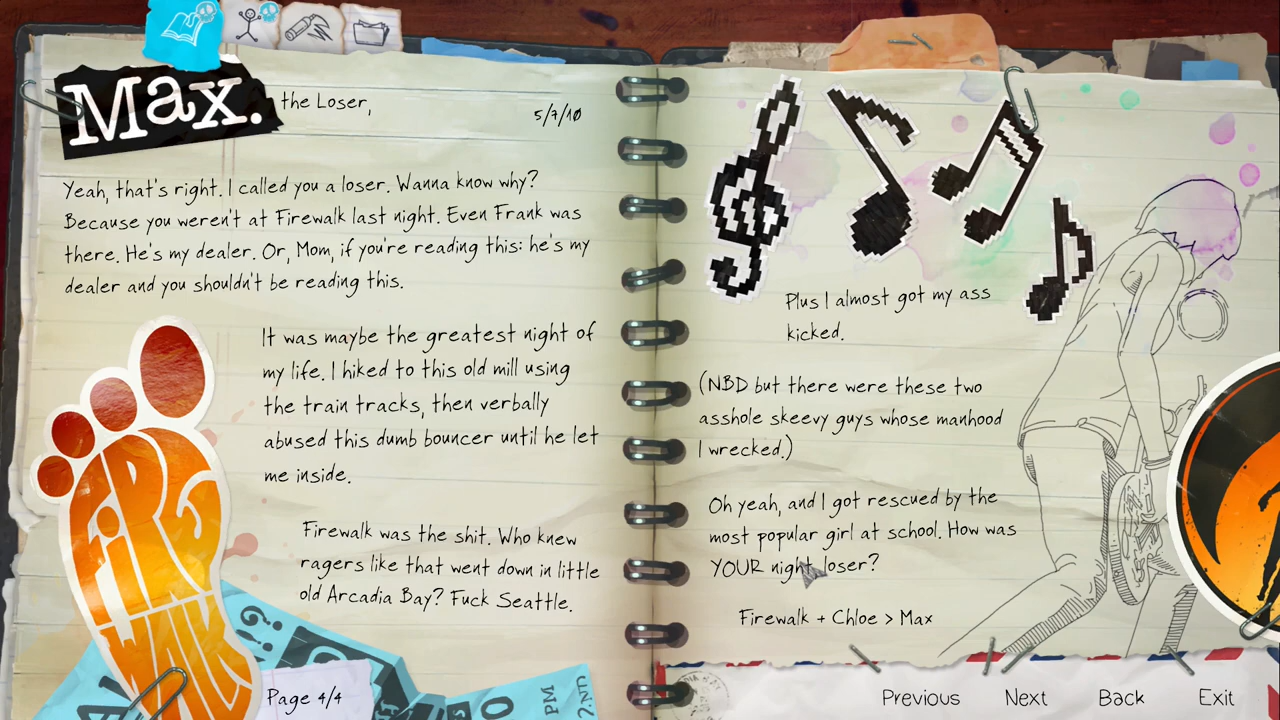 Max. the Loser,
5/7/10
Yeah, that's right. I called you a loser. Wanna know why?
Because you weren't at Firewalk last night. Even Frank was
there. He's my dealer. Or, Mom, if you're reading this: he's my
dealer and you shouldn't be reading this.
It was maybe the greatest night of
my life. I hiked to this old mill using
the train tracks, then verbally
abused this dumb bouncer until he let
me inside.
Firewalk was the shit. Who knew
ragers like that went down in little
old Arcadia Bay? Fuck Seattle.
FIRE
WALK
Page 4/4
PM
Plus I almost got my ass
kicked.
(NBD but there were these two
asshole skeevy guys whose manhood
I wrecked.)
Oh yeah, and I got rescued by the
most popular girl at school. How was
YOUR night loser?
Firewalk + Chloe > Max
Previous Next Back Exit